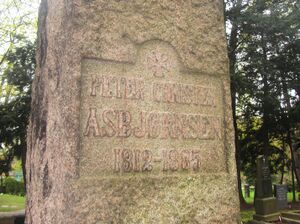 PETER CHRISTEN
ASBJØRNSEN
1812-1885